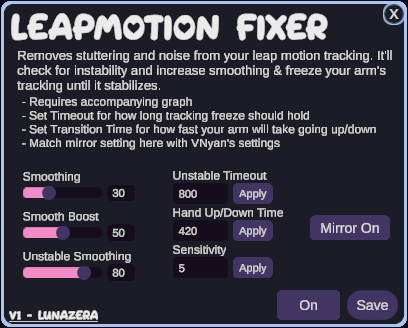 LEAPMOTION FIXER
X
Removes stuttering and noise from your leap motion tracking. It'll
check for instability and increase smoothing & freeze your arm's
tracking until it stabilizes.
- Requires accompanying graph
- Set Timeout for how long tracking freeze should hold
- Set Transition Time for how fast your arm will take going up/down
- Match mirror setting here with VNyan's settings
Smoothing
30
Smooth Boost
50
Unstable Smoothing
80
Unstable Timeout
800 Apply
Hand Up/Down Time
420 Apply
Sensitivity
5 Apply
Mirror On
On Save
V1 - LUNAZERA